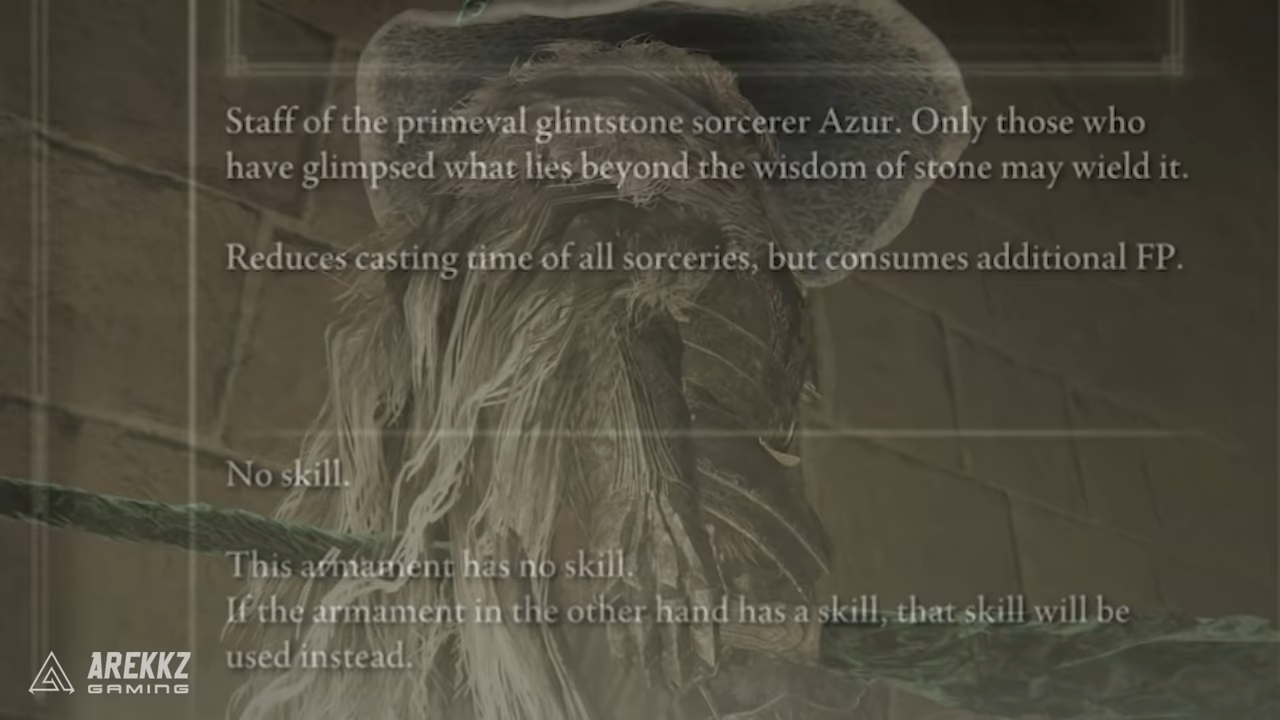 Staff of the primeval glintstone sorcerer Azur. Only those who
have glimpsed what lies beyond the wisdom of stone may wield it.
Reduces casting time of all sorceries, but consumes additional FP.
No skill.
This armament has no skill.
If the armament in the other hand has a skill, that skill will be
used instead.
AREKKZ
GAMING